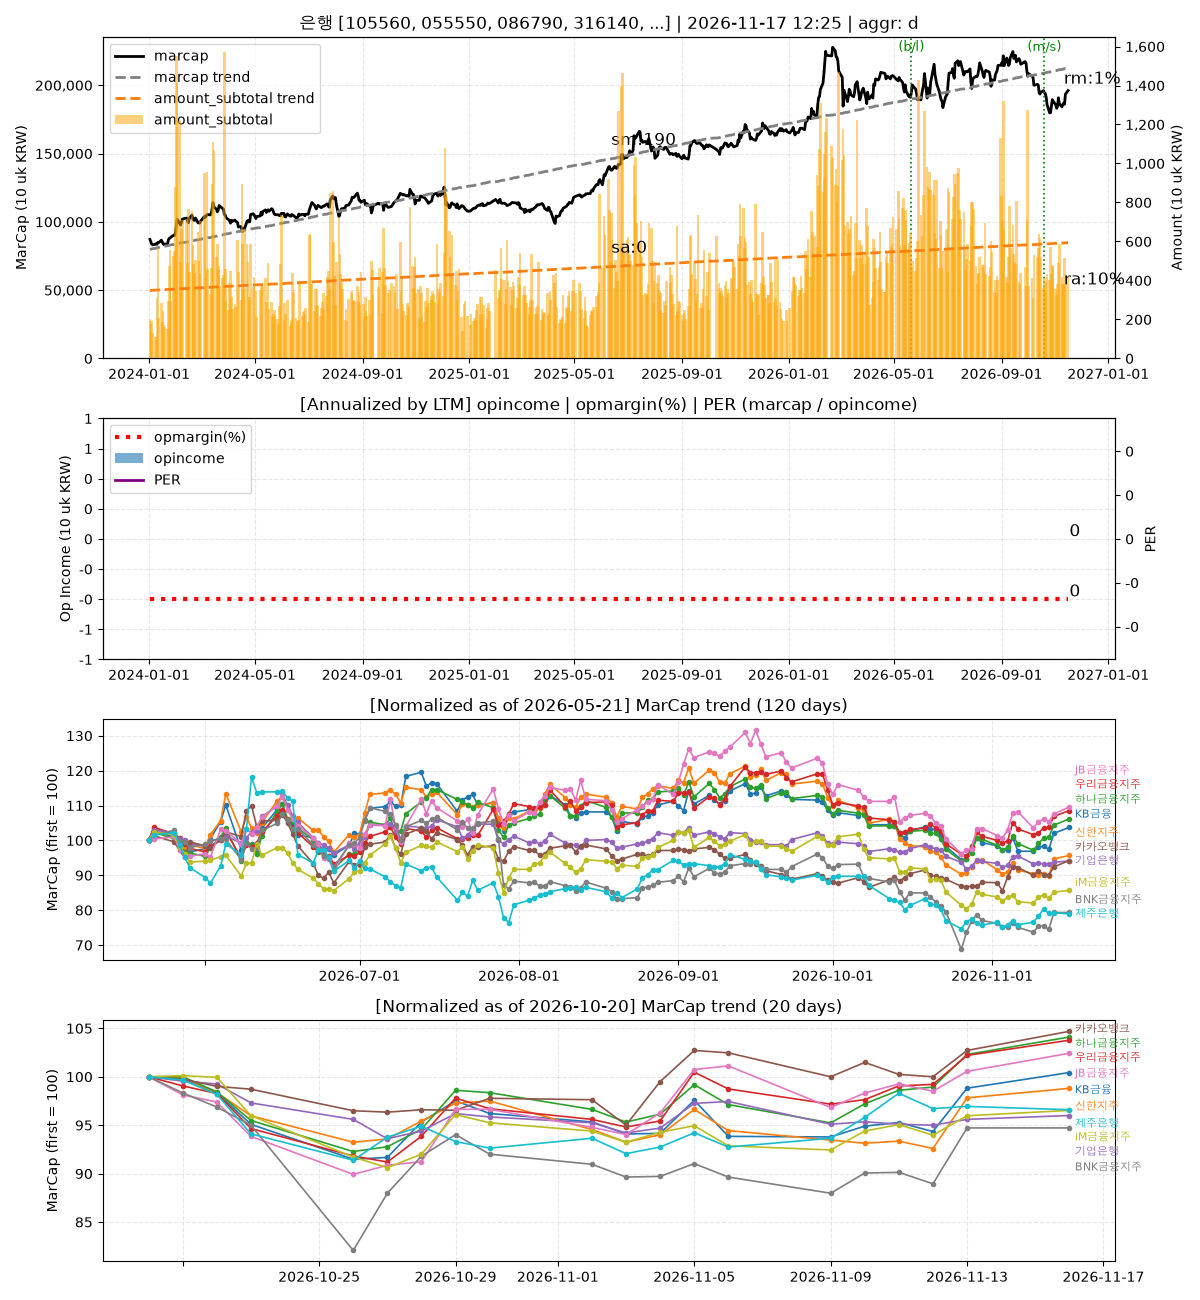 은행 [105560, 055550, 086790, 316140, ...] | 2026-11-17 12:25 | aggr: d
marcap
marcap trend
amount_subtotal trend
amount_subtotal
(b/l)
(m/s)
rm:1%
sm:190
sa:0
ra:10%
MarCap (10 uk KRW)
200,000
150,000
100,000
50,000
0
Amount (10 uk KRW)
1,600
1,400
1,200
1,000
800
600
400
200
0
2024-01-01
2024-05-01
2024-09-01
2025-01-01
2025-05-01
2025-09-01
2026-01-01
2026-05-01
2026-09-01
2027-01-01
[Annualized by LTM] opincome | opmargin(%) | PER (marcap / opincome)
opmargin(%)
opincome
PER
Op Income (10 uk KRW)
1
1
0
0
0
-0
-0
-1
-1
0
0
PER
0
0
0
-0
-0
2024-01-01
2024-05-01
2024-09-01
2025-01-01
2025-05-01
2025-09-01
2026-01-01
2026-05-01
2026-09-01
2027-01-01
[Normalized as of 2026-05-21] MarCap trend (120 days)
MarCap (first = 100)
130
120
110
100
90
80
70
JB금융지주
우리금융지주
하나금융지주
KB금융
신한지주
카카오뱅크
기업은행
iM금융지주
BNK금융지주
제주은행
2026-07-01
2026-08-01
2026-09-01
2026-10-01
2026-11-01
[Normalized as of 2026-10-20] MarCap trend (20 days)
MarCap (first = 100)
105
100
95
90
85
카카오뱅크
하나금융지주
우리금융지주
JB금융지주
KB금융
신한지주
제주은행
iM금융지주
기업은행
BNK금융지주
2026-10-25
2026-10-29
2026-11-01
2026-11-05
2026-11-09
2026-11-13
2026-11-17